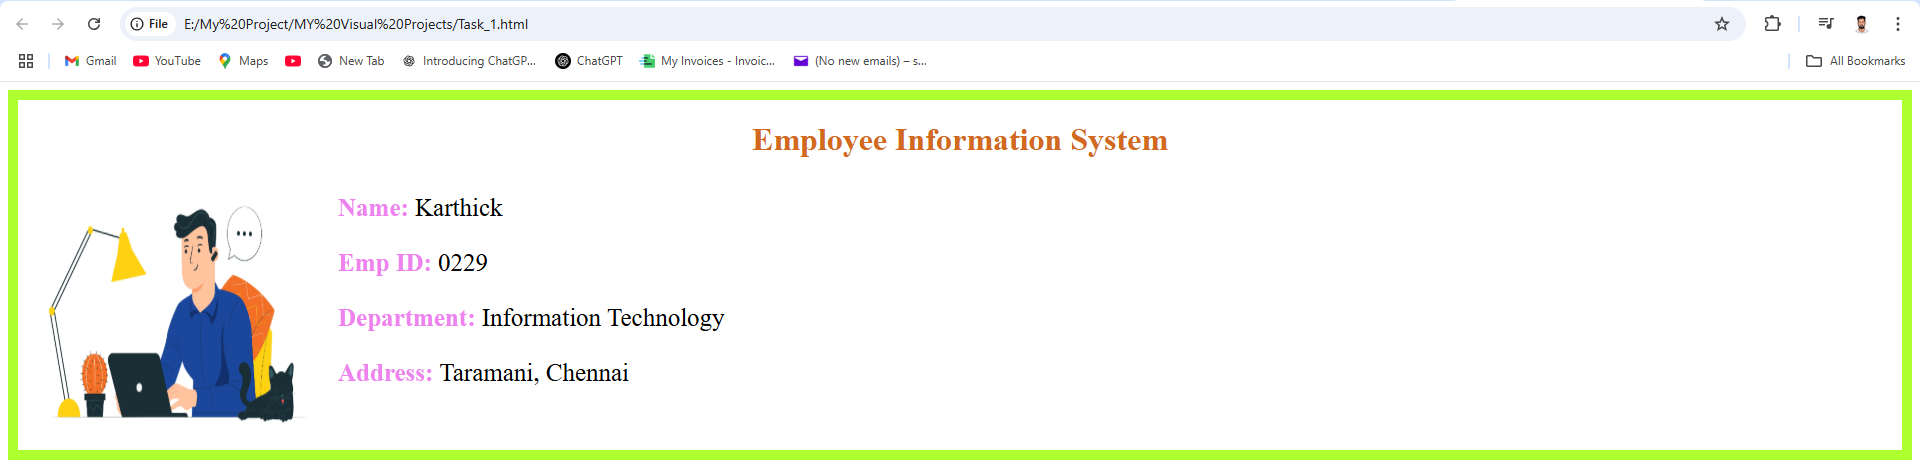 File E:/My%20Project/MY%20Visual%20Projects/Task_1.html
Gmail YouTube Maps New Tab Introducing ChatGP... ChatGPT My Invoices - Invoic... (No new emails) – s... All Bookmarks
Employee Information System
Name: Karthick
Emp ID: 0229
Department: Information Technology
Address: Taramani, Chennai